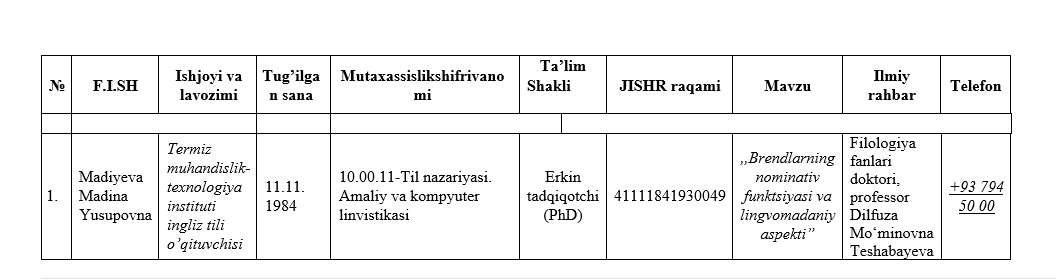 №
F.I.SH
Ishjoyi va
lavozimi
Tug’ilga
n sana
Mutaxassislikshifrivano
mi
Ta’lim
Shakli
JISHR raqami
Mavzu
Ilmiy
rahbar
Telefon
1.
Madiyeva
Madina
Yusupovna
Termiz
muhandislik-
texnologiya
instituti
ingliz tili
o’qituvchisi
11.11.
1984
10.00.11-Til nazariyasi.
Amaliy va kompyuter
linvistikasi
Erkin
tadqiqotchi
(PhD)
41111841930049
,,Brendlarning
nominativ
funktsiyasi va
lingvomadaniy
aspekti”
Filologiya
fanlari
doktori,
professor
Dilfuza
Mo‘minovna
Teshabayeva
+93 794
50 00